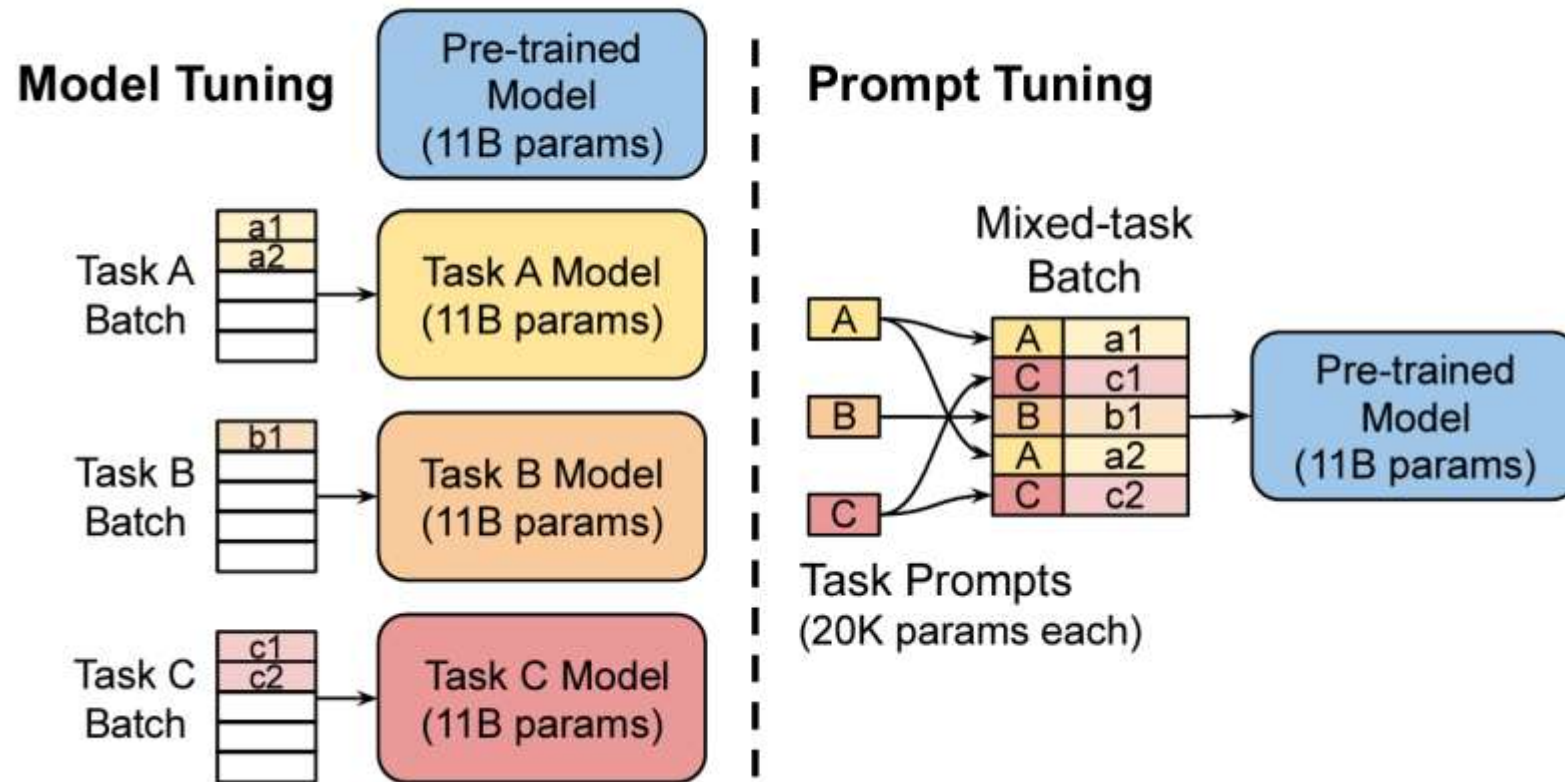 Model Tuning
Pre-trained
Model
(11B params)
Task A
Batch
a1
a2
Task A Model
(11B params)
Task B
Batch
b1
Task B Model
(11B params)
Task C
Batch
c1
c2
Task C Model
(11B params)
Prompt Tuning
Mixed-task
Batch
A
B
C
A a1
C c1
B b1
A a2
C c2
Pre-trained
Model
(11B params)
Task Prompts
(20K params each)